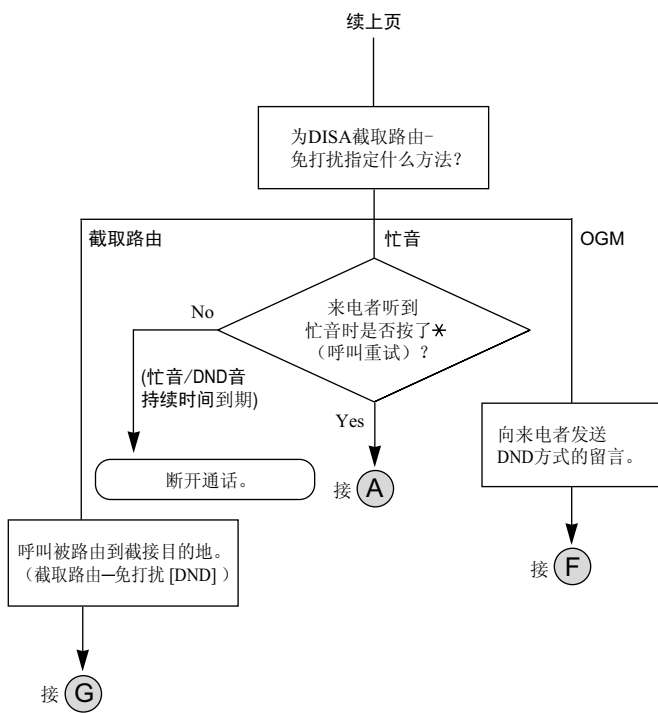 续上页
为DISA截取路由-
免打扰指定什么方法？
截取路由
忙音
OGM
No
来电者听到
忙音时是否按了*
（呼叫重试）？
(忙音/DND音
持续时间到期)
Yes
断开通话。
接 A
向来电者发送
DND方式的留言。
呼叫被路由到截接目的地。
（截取路由—免打扰 [DND] ）
接 F
接 G